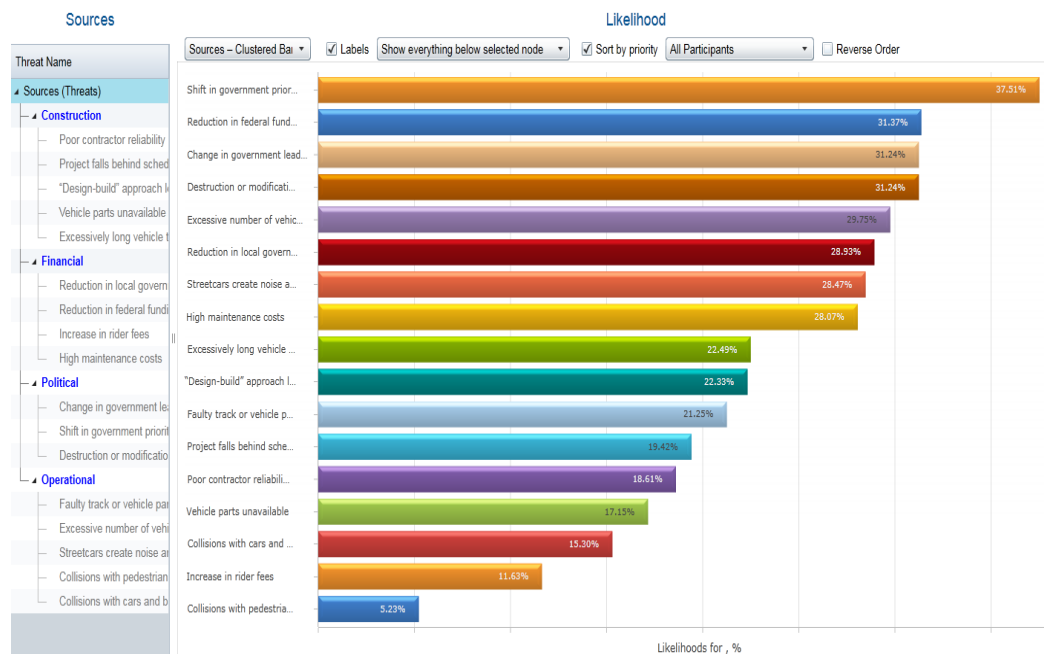 Sources
Likelihood
Threat Name
Sources (Threats)
Construction
Poor contractor reliability
Project falls behind sched
"Design-build" approach l
Vehicle parts unavailable
Excessively long vehicle t
Financial
Reduction in local govern
Reduction in federal fundi
Increase in rider fees
High maintenance costs
Political
Change in government lea
Shift in government priorit
Destruction or modificatio
Operational
Faulty track or vehicle par
Excessive number of vehi
Streetcars create noise an
Collisions with pedestrian
Collisions with cars and b
Sources – Clustered Bar
Labels
Show everything below selected node
Sort by priority
All Participants
Reverse Order
Shift in government prior... 37.51%
Reduction in federal fund... 31.37%
Change in government lead... 31.24%
Destruction or modificati... 31.24%
Excessive number of vehic... 29.75%
Reduction in local govern... 28.93%
Streetcars create noise a... 28.47%
High maintenance costs 28.07%
Excessively long vehicle ... 22.49%
"Design-build" approach l... 22.33%
Faulty track or vehicle p... 21.25%
Project falls behind sche... 19.42%
Poor contractor reliabili... 18.61%
Vehicle parts unavailable 17.15%
Collisions with cars and ... 15.30%
Increase in rider fees 11.63%
Collisions with pedestria... 5.23%
Likelihoods for , %